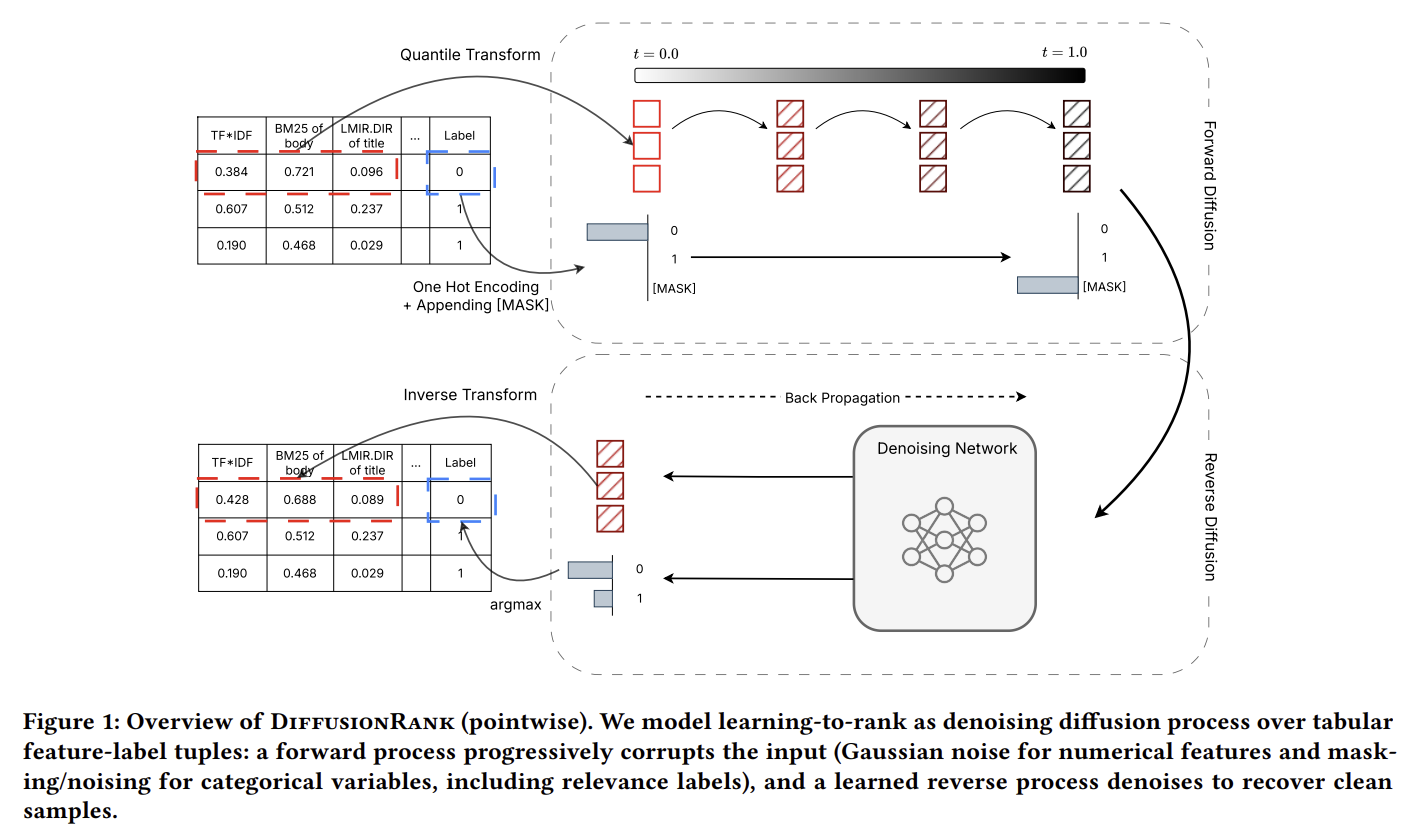 Quantile Transform
t = 0.0
t = 1.0
TF*IDF
BM25 of
body
LMIR.DIR
of title
...
Label
0.384
0.721
0.096
0
0.607
0.512
0.237
1
0.190
0.468
0.029
1
One Hot Encoding
+ Appending [MASK]
0
1
[MASK]
0
1
[MASK]
Forward Diffusion
Inverse Transform
Back Propagation
Denoising Network
TF*IDF
BM25 of
body
LMIR.DIR
of title
...
Label
0.428
0.688
0.089
0
0.607
0.512
0.237
1
0.190
0.468
0.029
1
argmax
0
1
Reverse Diffusion
Figure 1: Overview of DiffusionRank (pointwise). We model learning-to-rank as denoising diffusion process over tabular
feature-label tuples: a forward process progressively corrupts the input (Gaussian noise for numerical features and mask-
ing/noising for categorical variables, including relevance labels), and a learned reverse process denoises to recover clean
samples.